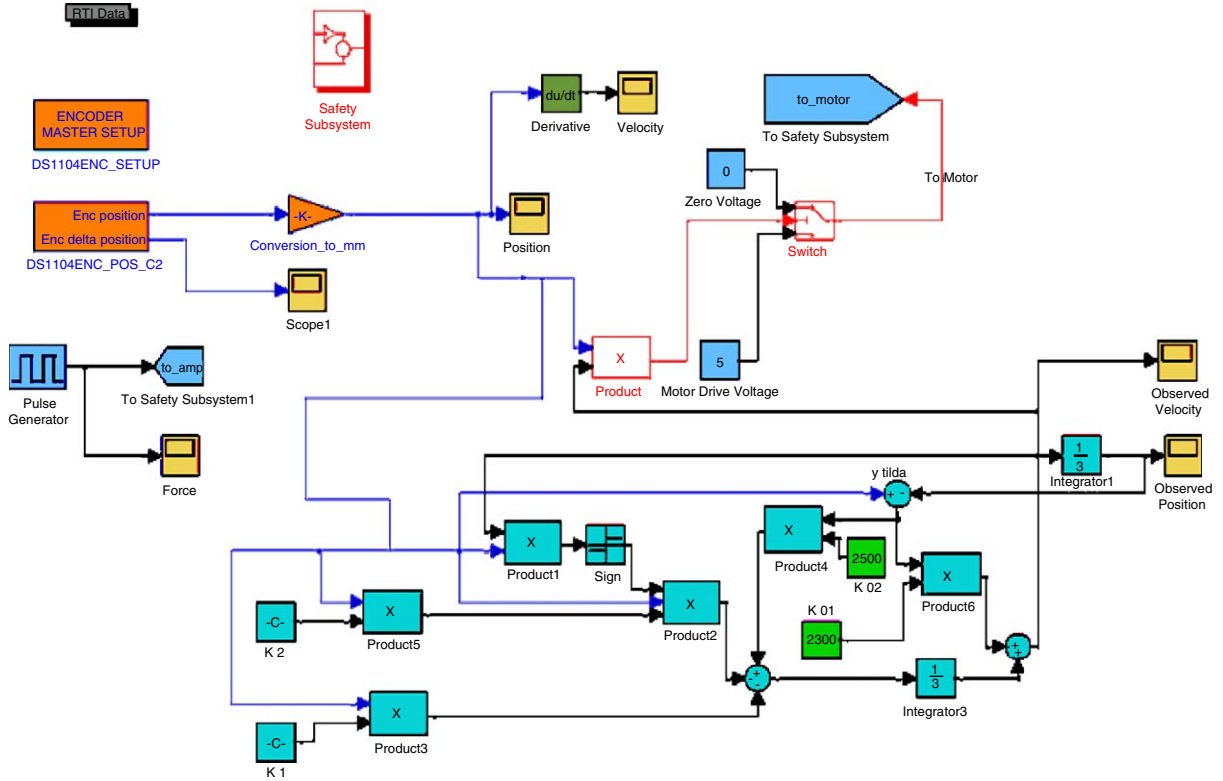 RTI Data
Safety
Subsystem
ENCODER
MASTER SETUP
DS1104ENC_SETUP
du/dt
Derivative
Velocity
to_motor
To Safety Subsystem
Enc position
Enc delta position
DS1104ENC_POS_C2
-K-
Conversion_to_mm
Position
Scope1
0
Zero Voltage
To Motor
Switch
Pulse
Generator
to_amp
To Safety Subsystem1
Force
X
Product
5
Motor Drive Voltage
Observed
Velocity
1
3
Integrator1
Observed
Position
y tilda
+ -
X
Product1
Sign
X
Product4
2500
K 02
X
Product6
K 01
2300
-C-
K 2
X
Product5
X
Product2
-
+
-
1
3
Integrator3
+
+
-C-
K 1
X
Product3